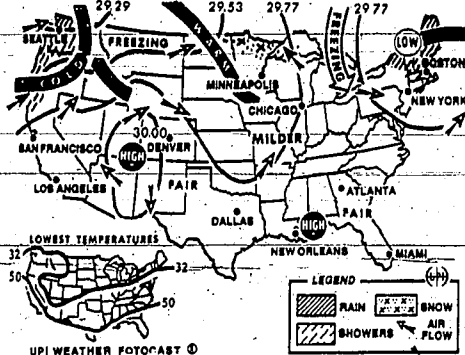 29.29 29.53 29.77 29.77
SEATTLE FREEZING WARM FREEZING LOW
COLD BOSTON
MINNEAPOLIS
NEW YORK
CHICAGO
30.00 MILDER
SAN FRANCISCO DENVER
HIGH
LOS ANGELES FAIR ATLANTA
DALLAS HIGH FAIR
LOWEST TEMPERATURES
NEW ORLEANS
32 32 MIAMI
50 LEGEND UPI
50 RAIN SNOW
SHOWERS AIR FLOW
UPI WEATHER FOTOCAST